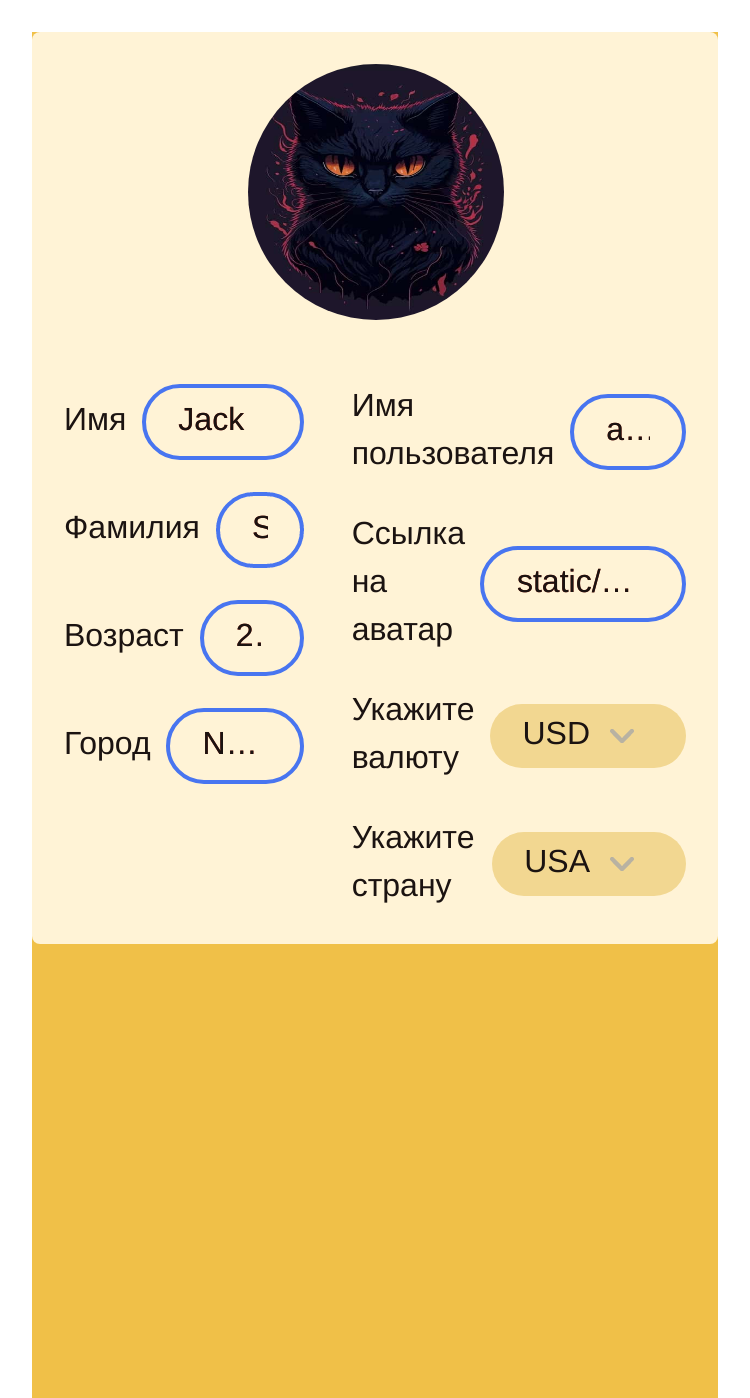 Имя Jack
Фамилия S
Возраст 2.
Город N...
Имя
пользователя a...
Ссылка
на
аватар static/...
Укажите
валюту USD
Укажите
страну USA